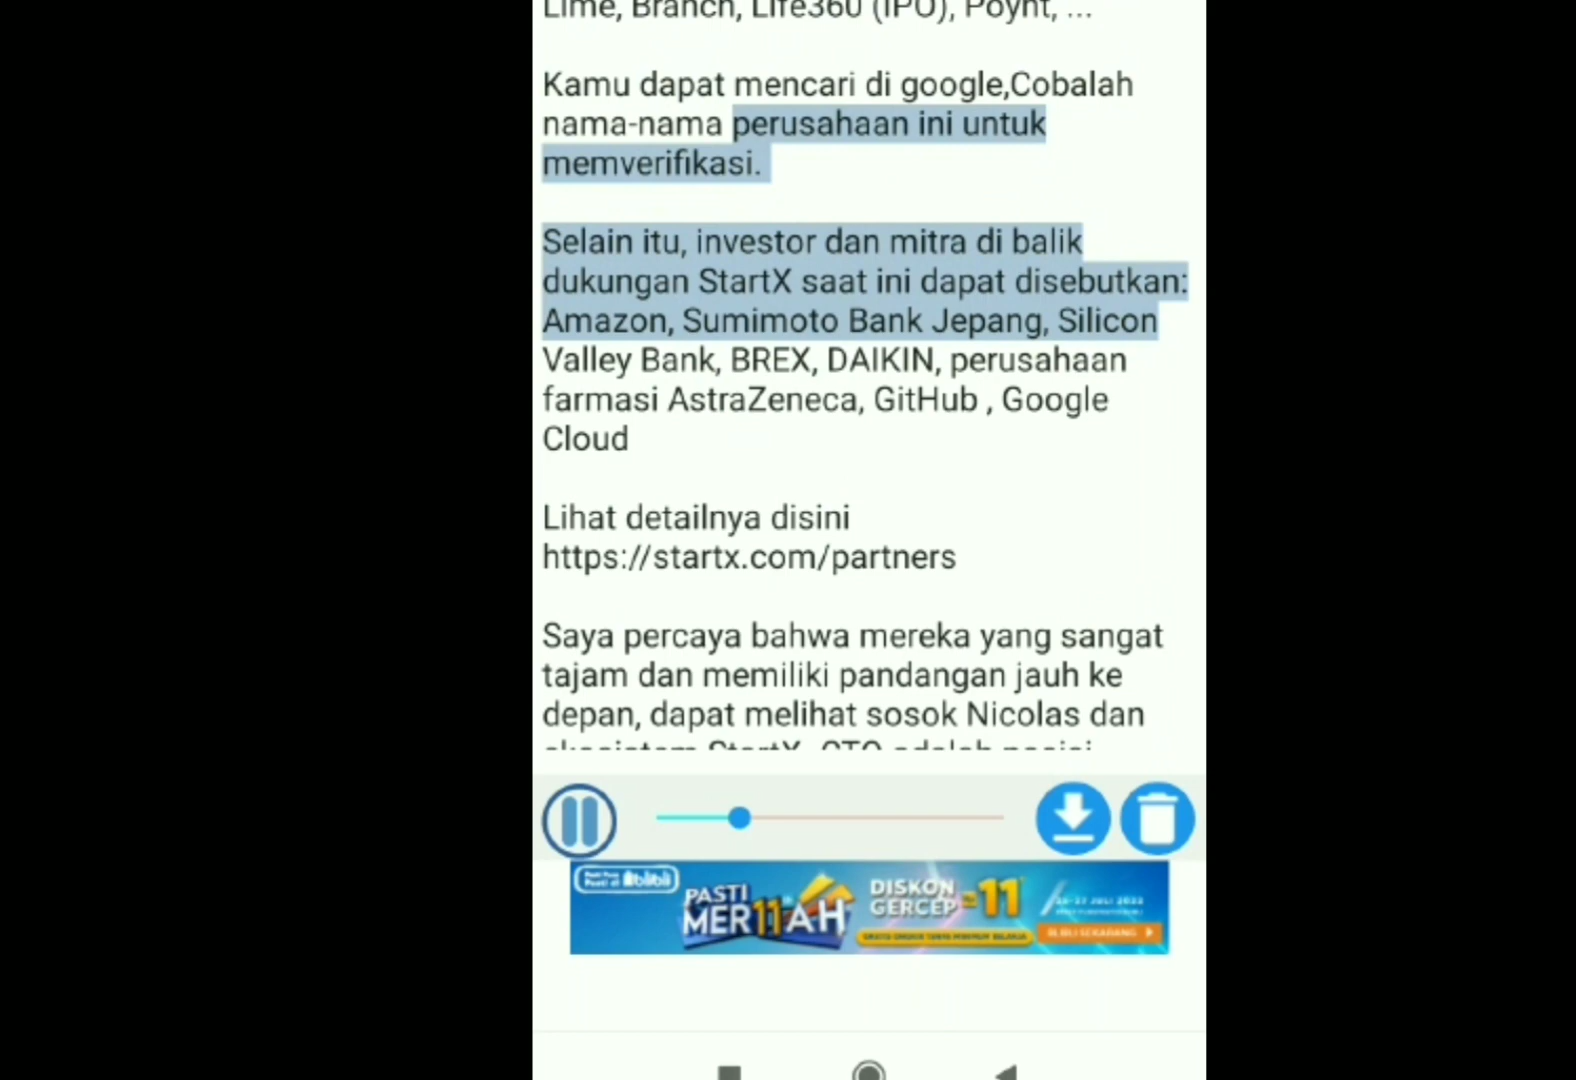 Lime, Branch, Life360 (IPO), Poynt, ...
Kamu dapat mencari di google,Cobalah
nama-nama perusahaan ini untuk
memverifikasi.
Selain itu, investor dan mitra di balik
dukungan StartX saat ini dapat disebutkan:
Amazon, Sumimoto Bank Jepang, Silicon
Valley Bank, BREX, DAIKIN, perusahaan
farmasi AstraZeneca, GitHub , Google
Cloud
Lihat detailnya disini
https://startx.com/partners
Saya percaya bahwa mereka yang sangat
tajam dan memiliki pandangan jauh ke
depan, dapat melihat sosok Nicolas dan
blibli
PASTI
MER11AH
DISKON
GERCEP
11